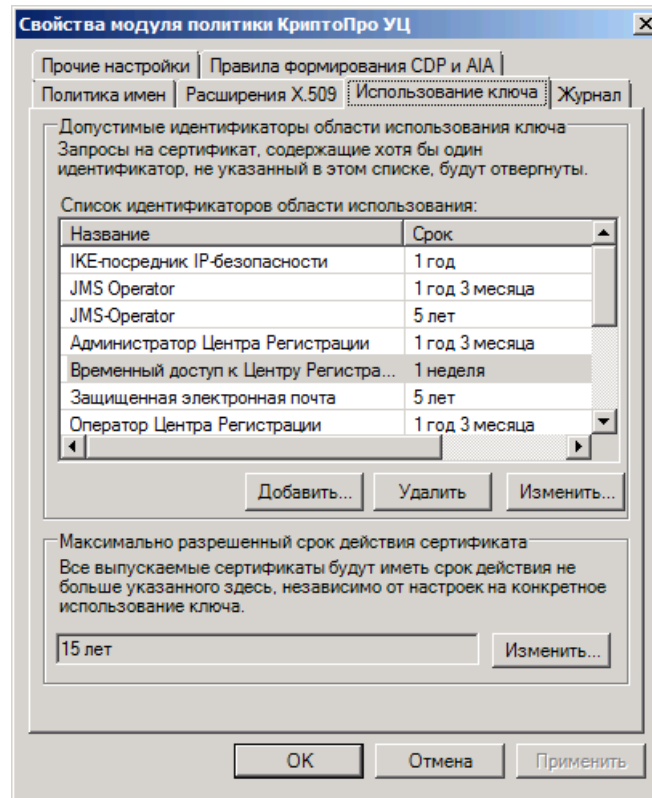 Свойства модуля политики КриптоПро УЦ
Прочие настройки Правила формирования CDP и AIA
Политика имен Расширения X.509 Использование ключа Журнал
Допустимые идентификаторы области использования ключа
Запросы на сертификат, содержащие хотя бы один
идентификатор, не указанный в этом списке, будут отвергнуты.
Список идентификаторов области использования:
Название Срок
IKE-посредник IP-безопасности 1 год
JMS Operator 1 год 3 месяца
JMS-Operator 5 лет
Администратор Центра Регистрации 1 год 3 месяца
Временный доступ к Центру Регистра... 1 неделя
Защищенная электронная почта 5 лет
Оператор Центра Регистрации 1 год 3 месяца
Добавить... Удалить Изменить...
Максимально разрешенный срок действия сертификата
Все выпускаемые сертификаты будут иметь срок действия не
больше указанного здесь, независимо от настроек на конкретное
использование ключа.
15 лет Изменить...
OK Отмена Применить